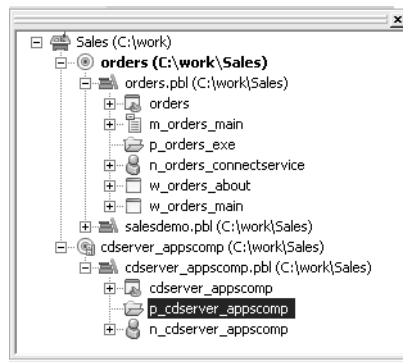 Sales (C:\work)
orders (C:\work\Sales)
orders.pbl (C:\work\Sales)
orders
m_orders_main
p_orders_exe
n_orders_connectservice
w_orders_about
w_orders_main
salesdemo.pbl (C:\work\Sales)
cdserver_appscomp (C:\work\Sales)
cdserver_appscomp.pbl (C:\work\Sales)
cdserver_appscomp
p_cdserver_appscomp
n_cdserver_appscomp